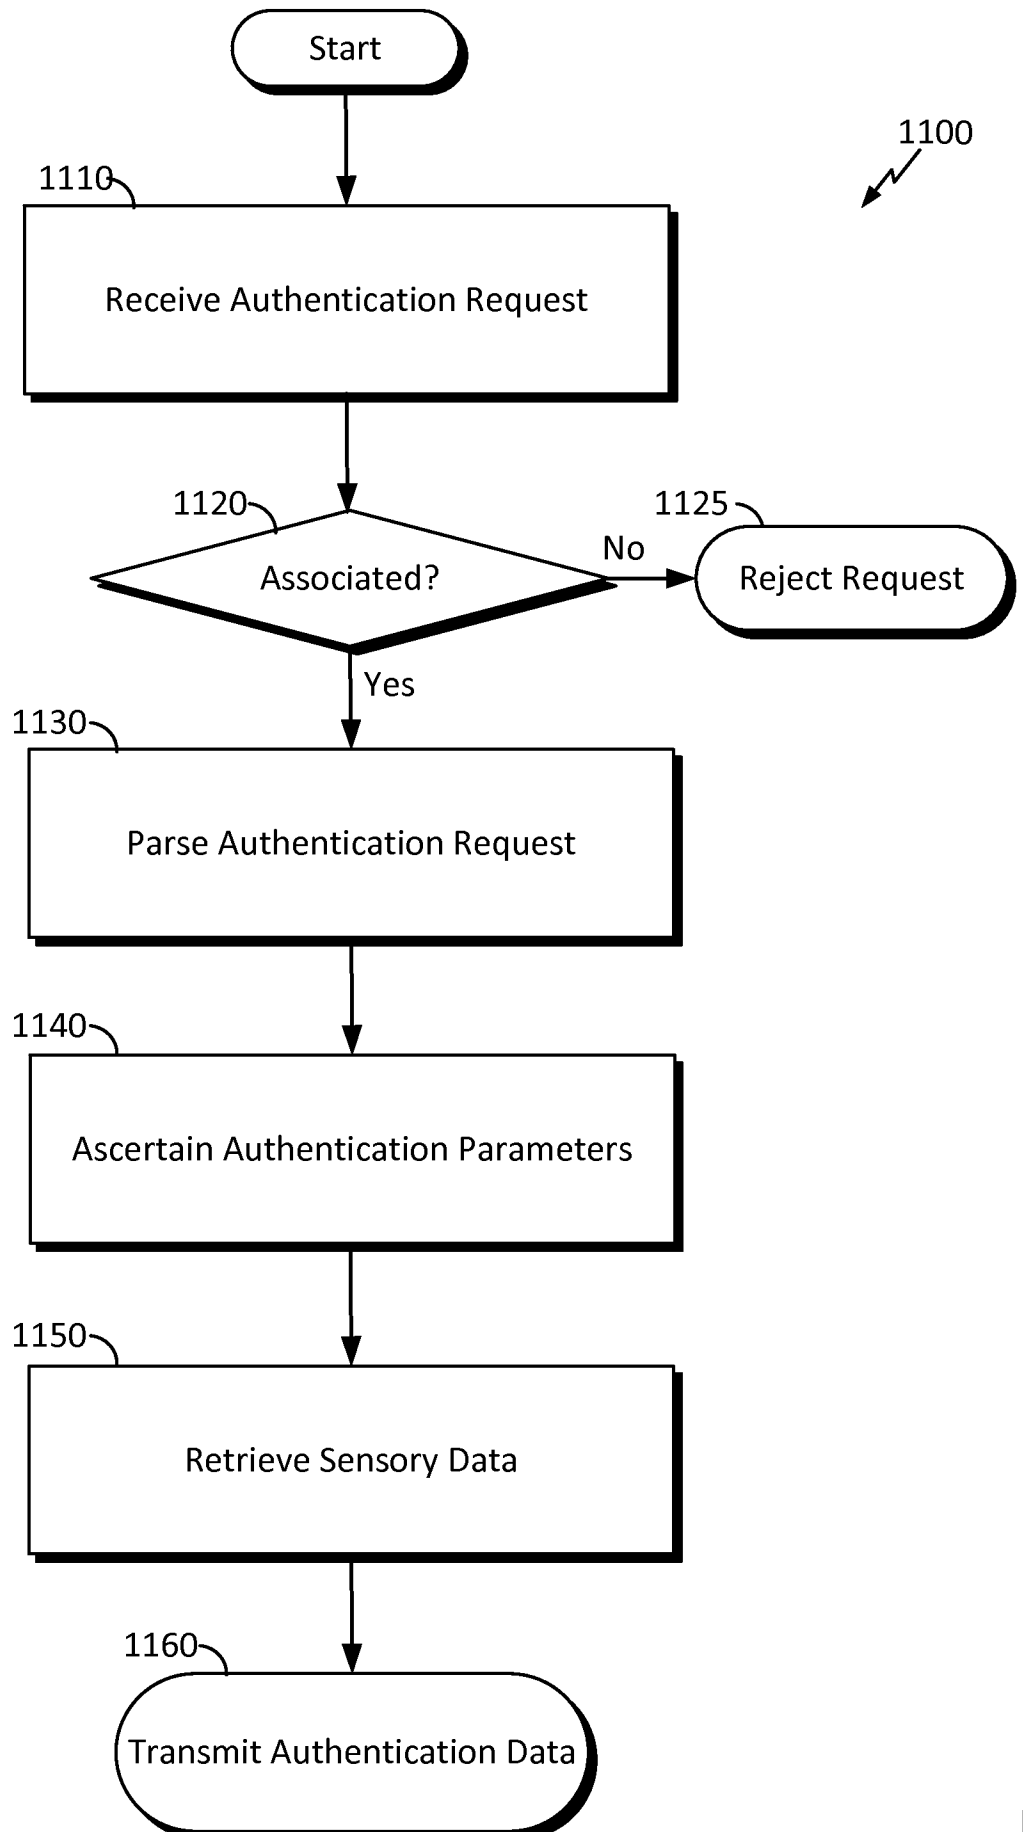 Start
1100
1110
Receive Authentication Request
1120
Associated?
No
1125
Reject Request
Yes
1130
Parse Authentication Request
1140
Ascertain Authentication Parameters
1150
Retrieve Sensory Data
1160
Transmit Authentication Data